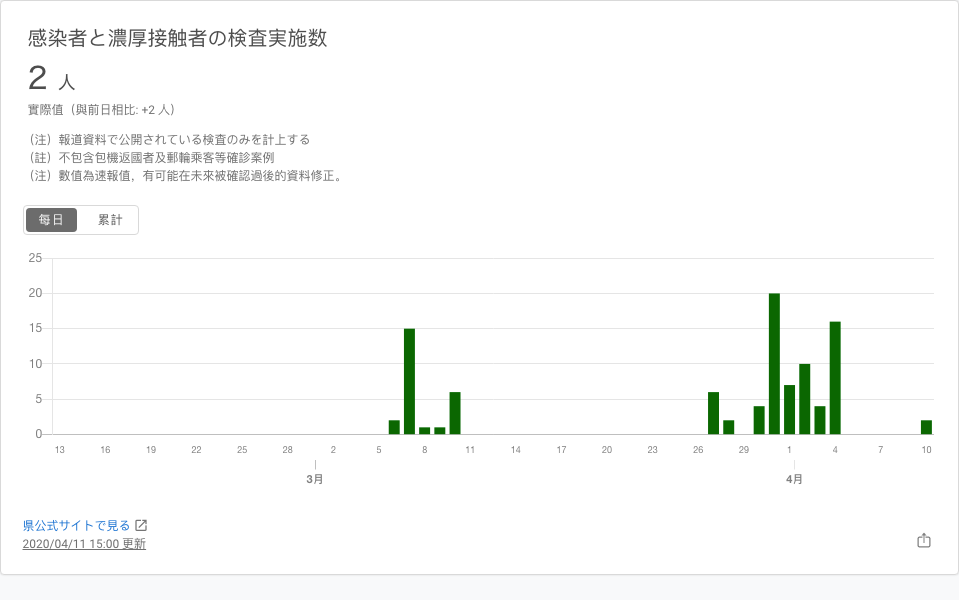 感染者と濃厚接触者の検査実施数
2 人
實際値（與前日相比: +2 人）
（注）報道資料で公開されている検査のみを計上する
（註）不包含包機返國者及郵輪乘客等確診案例
（注）數值為速報值，有可能在未來被確認過後的資料修正。
每日 累計
25
20
15
10
5
0
13 16 19 22 25 28 2 5 8 11 14 17 20 23 26 29 1 4 7 10
3月 4月
県公式サイトで見る
2020/04/11 15:00 更新